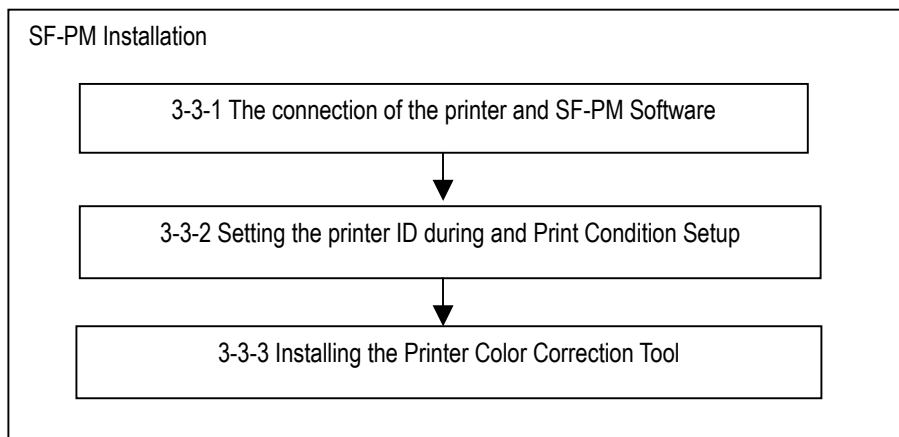 SF-PM Installation
3-3-1 The connection of the printer and SF-PM Software
3-3-2 Setting the printer ID during and Print Condition Setup
3-3-3 Installing the Printer Color Correction Tool